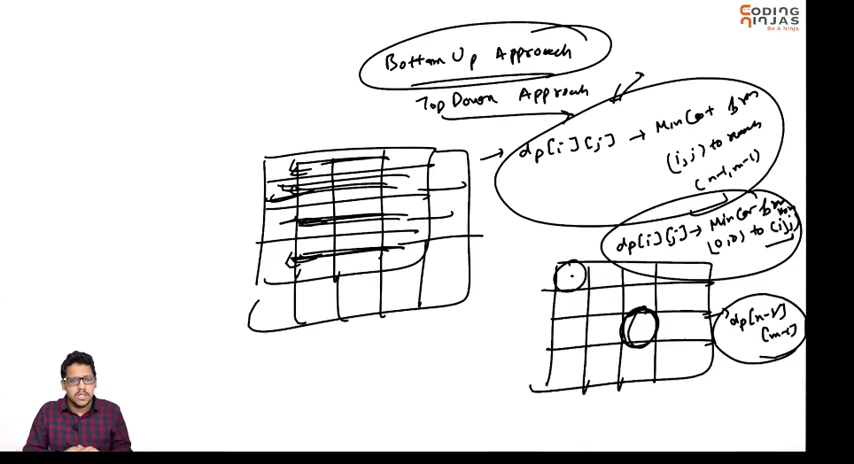 CODING
NINJAS
Be A Ninja
Bottom Up Approach
Top Down Approach
dp[i][j] → Min Cost from
(i,j) to reach
(n-1, m-1)
dp[i][j] → Min Cost from
(0,0) to (i,j)
dp[n-1]
[m-1]